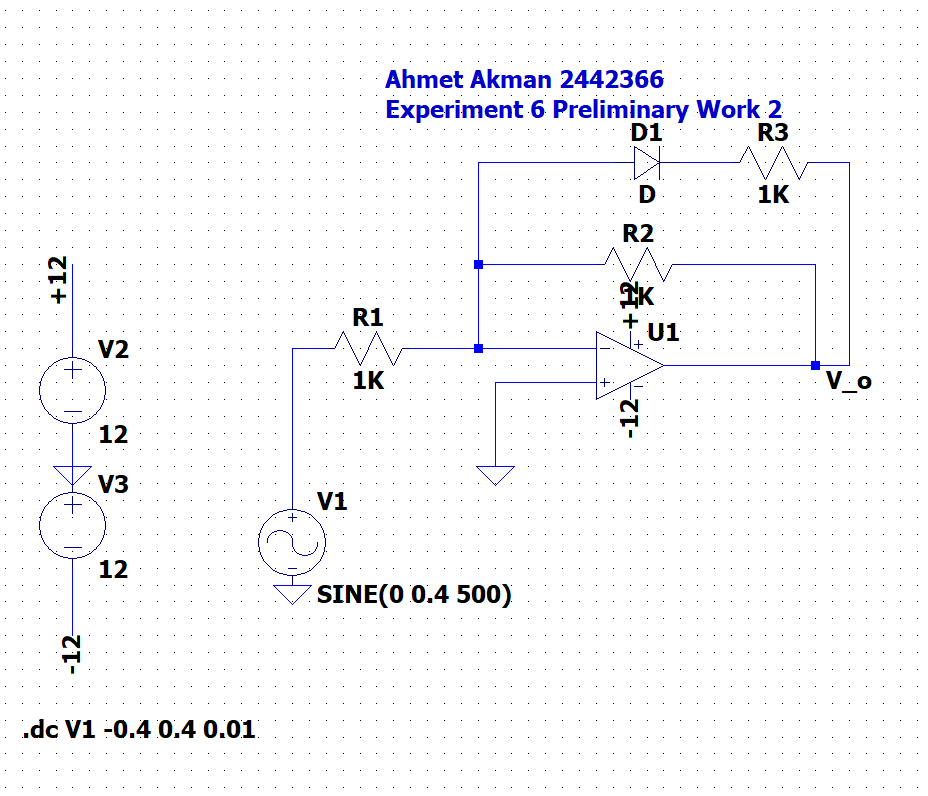 Ahmet Akman 2442366
Experiment 6 Preliminary Work 2
D1
R3
D
1K
R2
1K
+12
+12
R1
U1
V2
1K
V_o
-12
12
V3
V1
12
SINE(0 0.4 500)
-12
.dc V1 -0.4 0.4 0.01